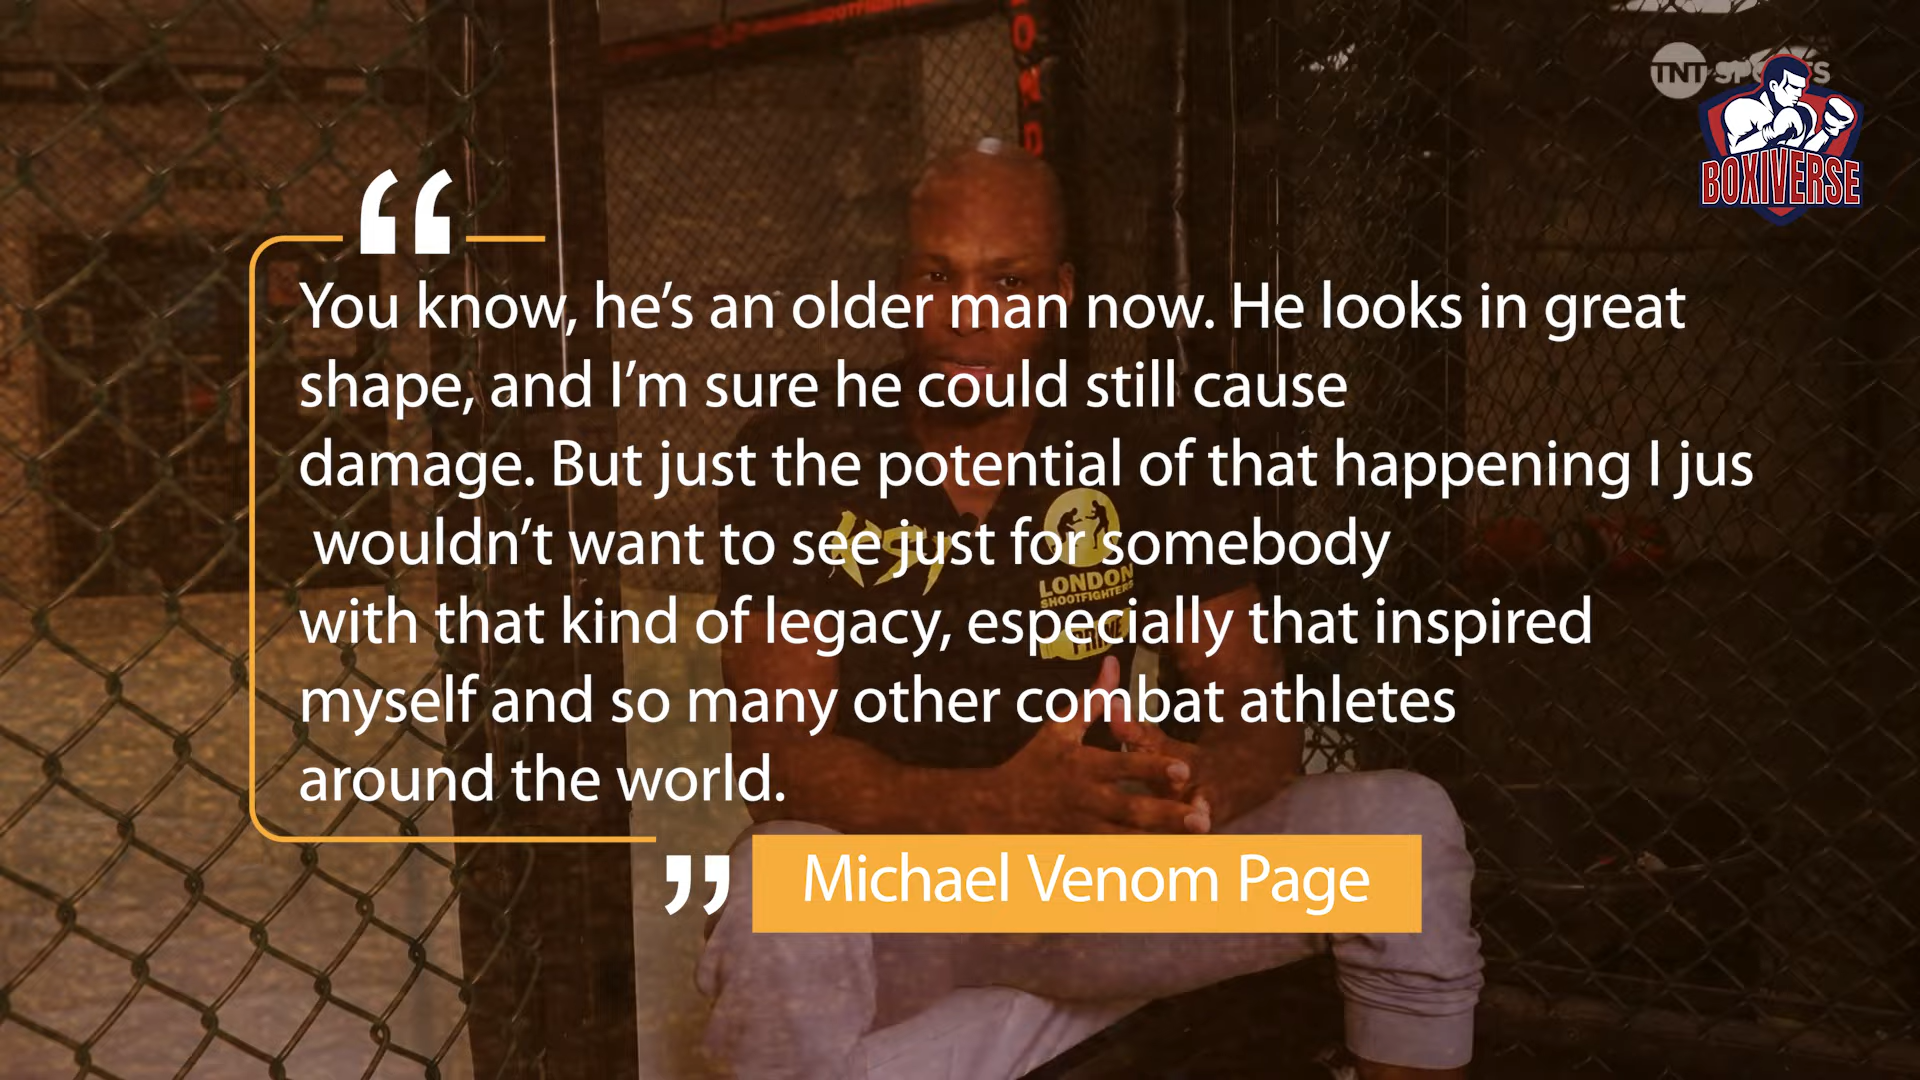 TNT SPORTS
BOXIVERSE
“
You know, he’s an older man now. He looks in great
shape, and I’m sure he could still cause
damage. But just the potential of that happening I jus
wouldn’t want to see just for somebody
with that kind of legacy, especially that inspired
myself and so many other combat athletes
around the world.
”
Michael Venom Page
LONDON
SHOOTFIGHTERS